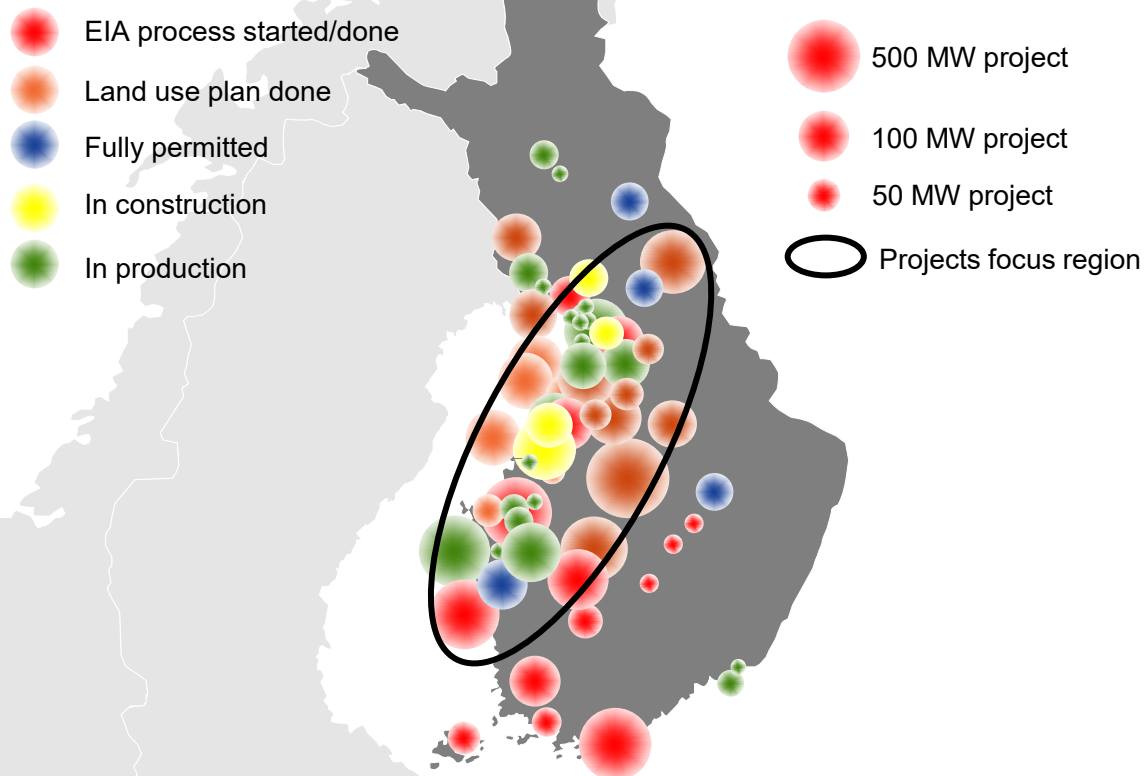 EIA process started/done
Land use plan done
Fully permitted
In construction
In production
500 MW project
100 MW project
50 MW project
Projects focus region